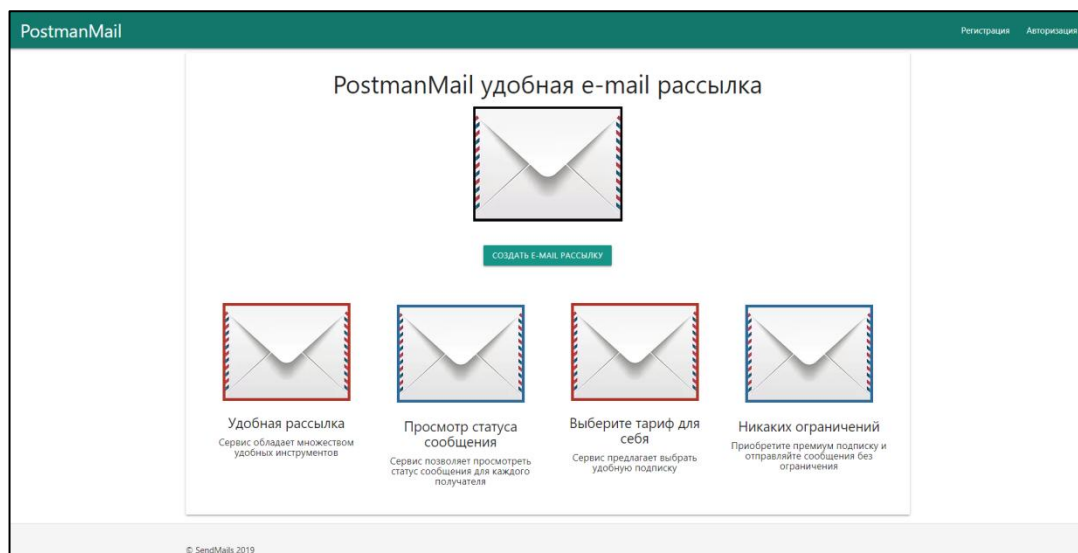 PostmanMail
Регистрация
Авторизация
PostmanMail удобная e-mail рассылка
СОЗДАТЬ E-MAIL РАССЫЛКУ
Удобная рассылка
Сервис обладает множеством
удобных инструментов
Просмотр статуса
сообщения
Сервис позволяет просмотреть
статус сообщения для каждого
получателя
Выберите тариф для
себя
Сервис предлагает выбрать
удобную подписку
Никаких ограничений
Приобретите премиум подписку и
отправляйте сообщения без
ограничения
© SendMails 2019